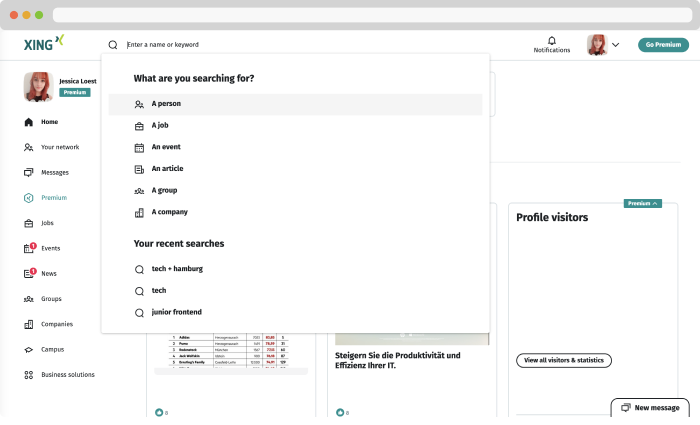 XING
Enter a name or keyword
Notifications
Go Premium
Jessica Loest
Premium
Home
Your network
Messages
Premium
Jobs
1
Events
1
News
Groups
Companies
Campus
Business solutions
What are you searching for?
A person
A job
An event
An article
A group
A company
Your recent searches
tech + hamburg
tech
junior frontend
Steigern Sie die Produktivität und
Effizienz Ihrer IT.
8
8
Premium
Profile visitors
View all visitors & statistics
New message